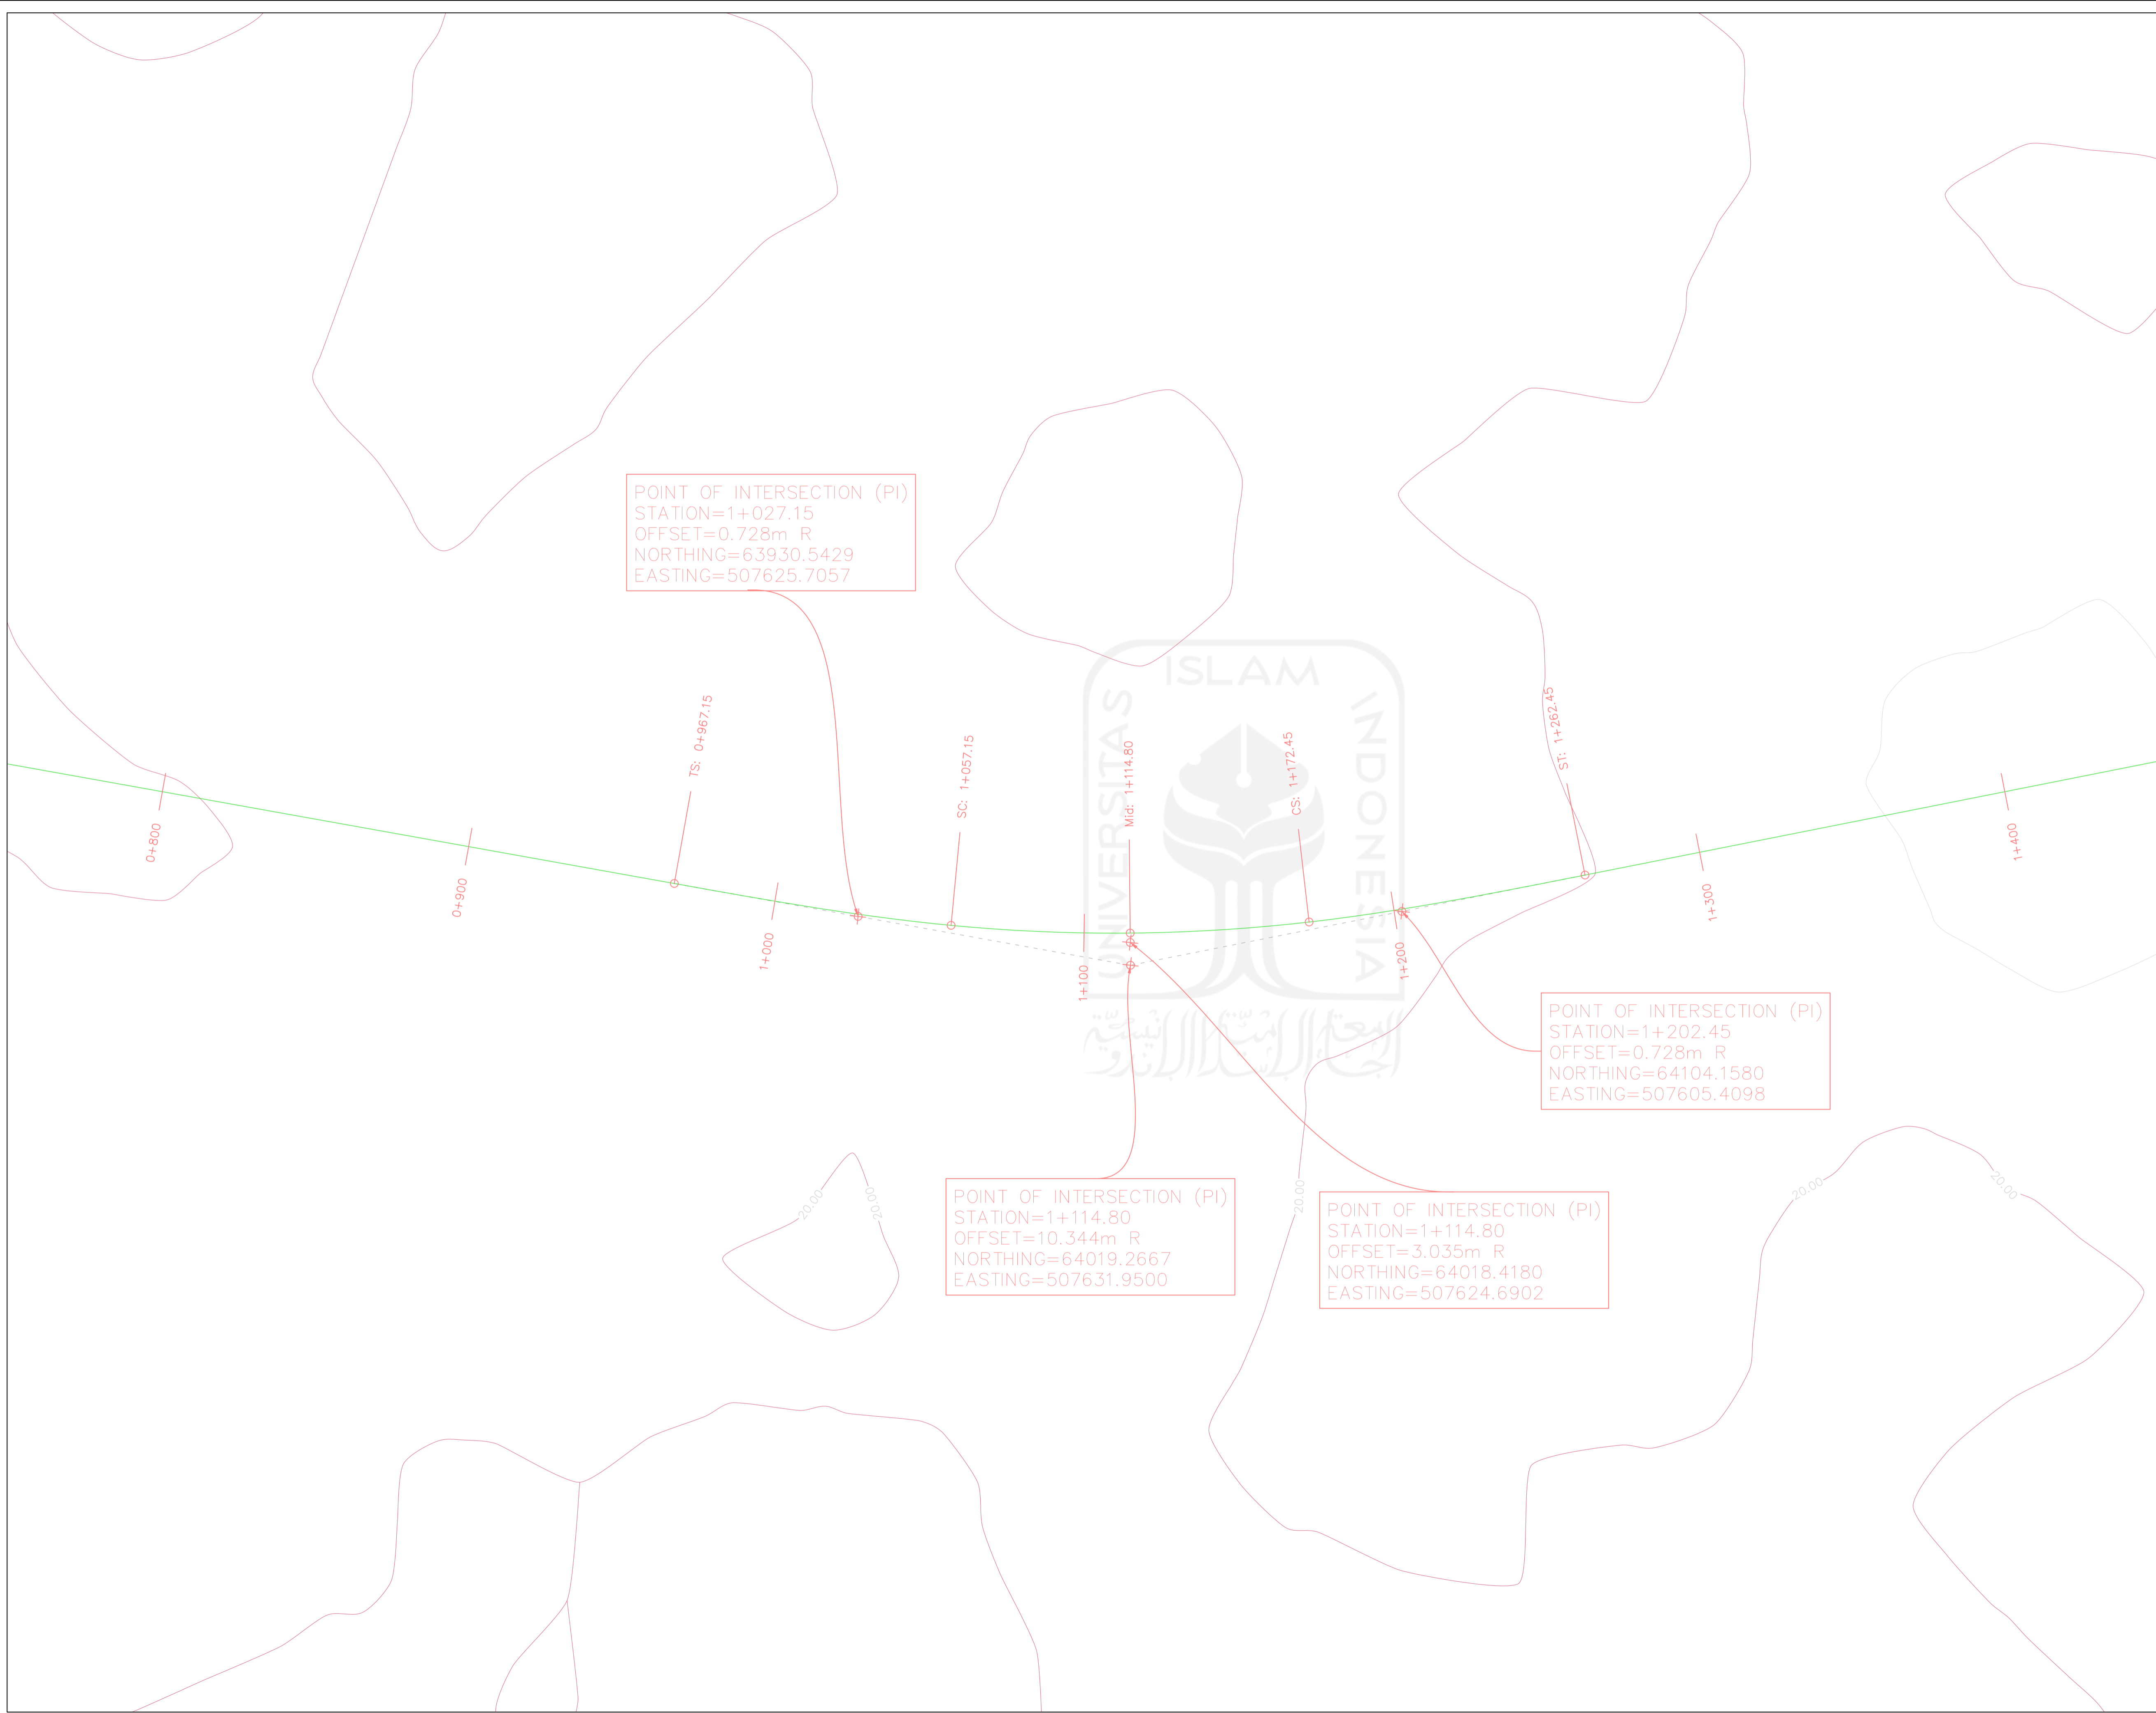 POINT OF INTERSECTION (PI)
STATION=1+027.15
OFFSET=0.728m R
NORTHING=63930.5429
EASTING=507625.7057
ISLAM
UNIVERSITAS
INDONESIA
TS: 0+967.15
SC: 1+057.15
Mid: 1+114.80
CS: 1+172.45
ST: 1+262.45
0+800
0+900
1+000
1+100
1+200
1+300
1+400
POINT OF INTERSECTION (PI)
STATION=1+202.45
OFFSET=0.728m R
NORTHING=64104.1580
EASTING=507605.4098
20.00
20.00
20.00
20.00
20.00
POINT OF INTERSECTION (PI)
STATION=1+114.80
OFFSET=10.344m R
NORTHING=64019.2667
EASTING=507631.9500
POINT OF INTERSECTION (PI)
STATION=1+114.80
OFFSET=3.035m R
NORTHING=64018.4180
EASTING=507624.6902